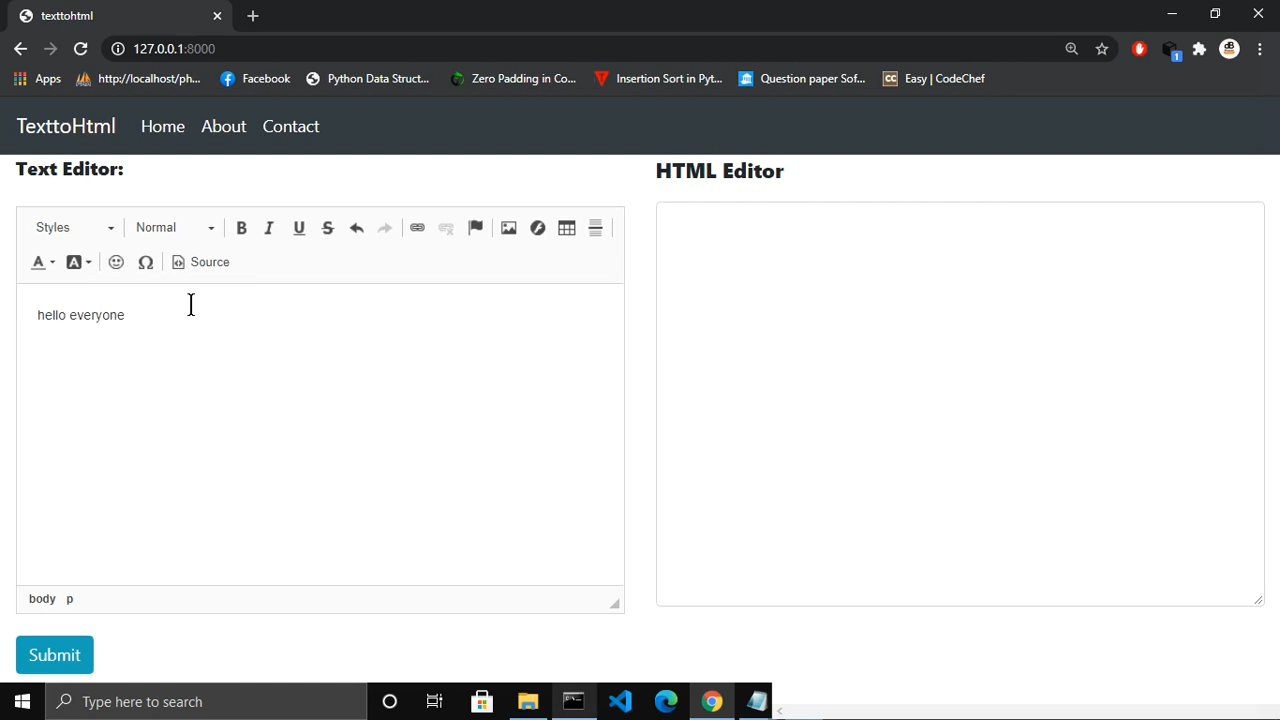 texttohtml
127.0.0.1:8000
Apps http://localhost/ph... Facebook Python Data Struct... Zero Padding in Co... Insertion Sort in Pyt... Question paper Sof... CC Easy | CodeChef
1
TexttoHtml Home About Contact
Text Editor:
HTML Editor
Styles Normal B I U S
A A Ω Source
hello everyone
body p
Submit
Type here to search